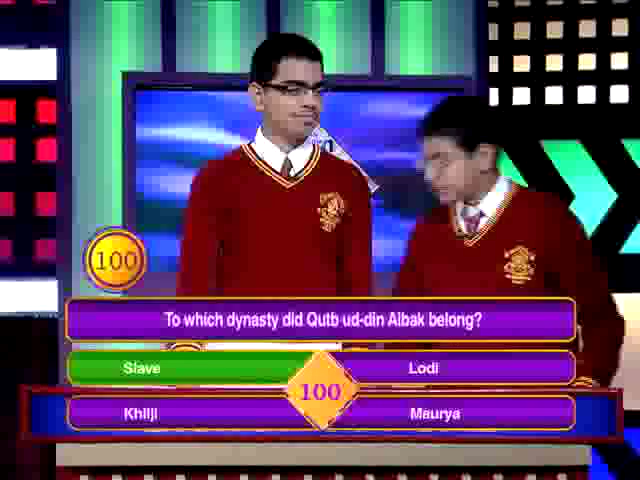 100
To which dynasty did Qutb ud-din Aibak belong?
Slave
Lodi
100
Khilji
Maurya